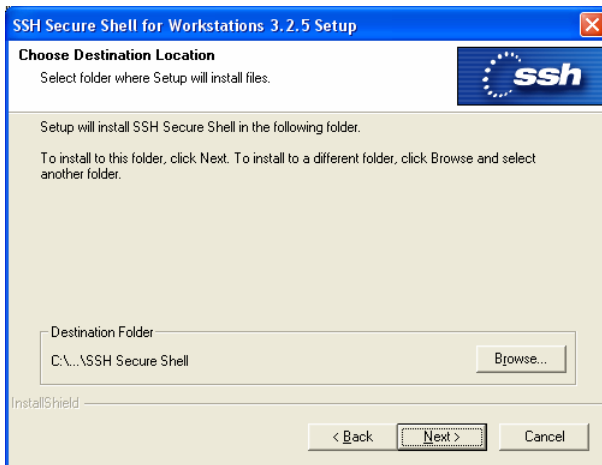 SSH Secure Shell for Workstations 3.2.5 Setup
Choose Destination Location
Select folder where Setup will install files.
ssh
Setup will install SSH Secure Shell in the following folder.
To install to this folder, click Next. To install to a different folder, click Browse and select
another folder.
Destination Folder
C:\...\SSH Secure Shell
Browse...
InstallShield
< Back
Next >
Cancel